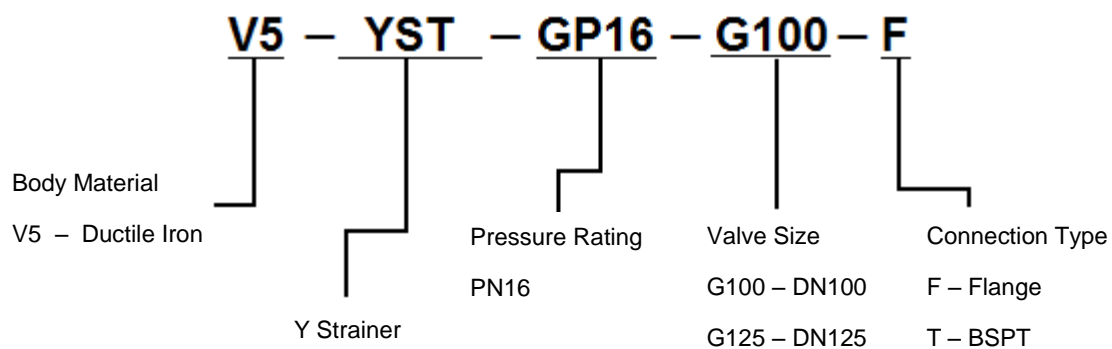 V5 – YST – GP16 – G100 – F
Body Material
V5 – Ductile Iron
Y Strainer
Pressure Rating
PN16
Valve Size
G100 – DN100
G125 – DN125
Connection Type
F – Flange
T – BSPT